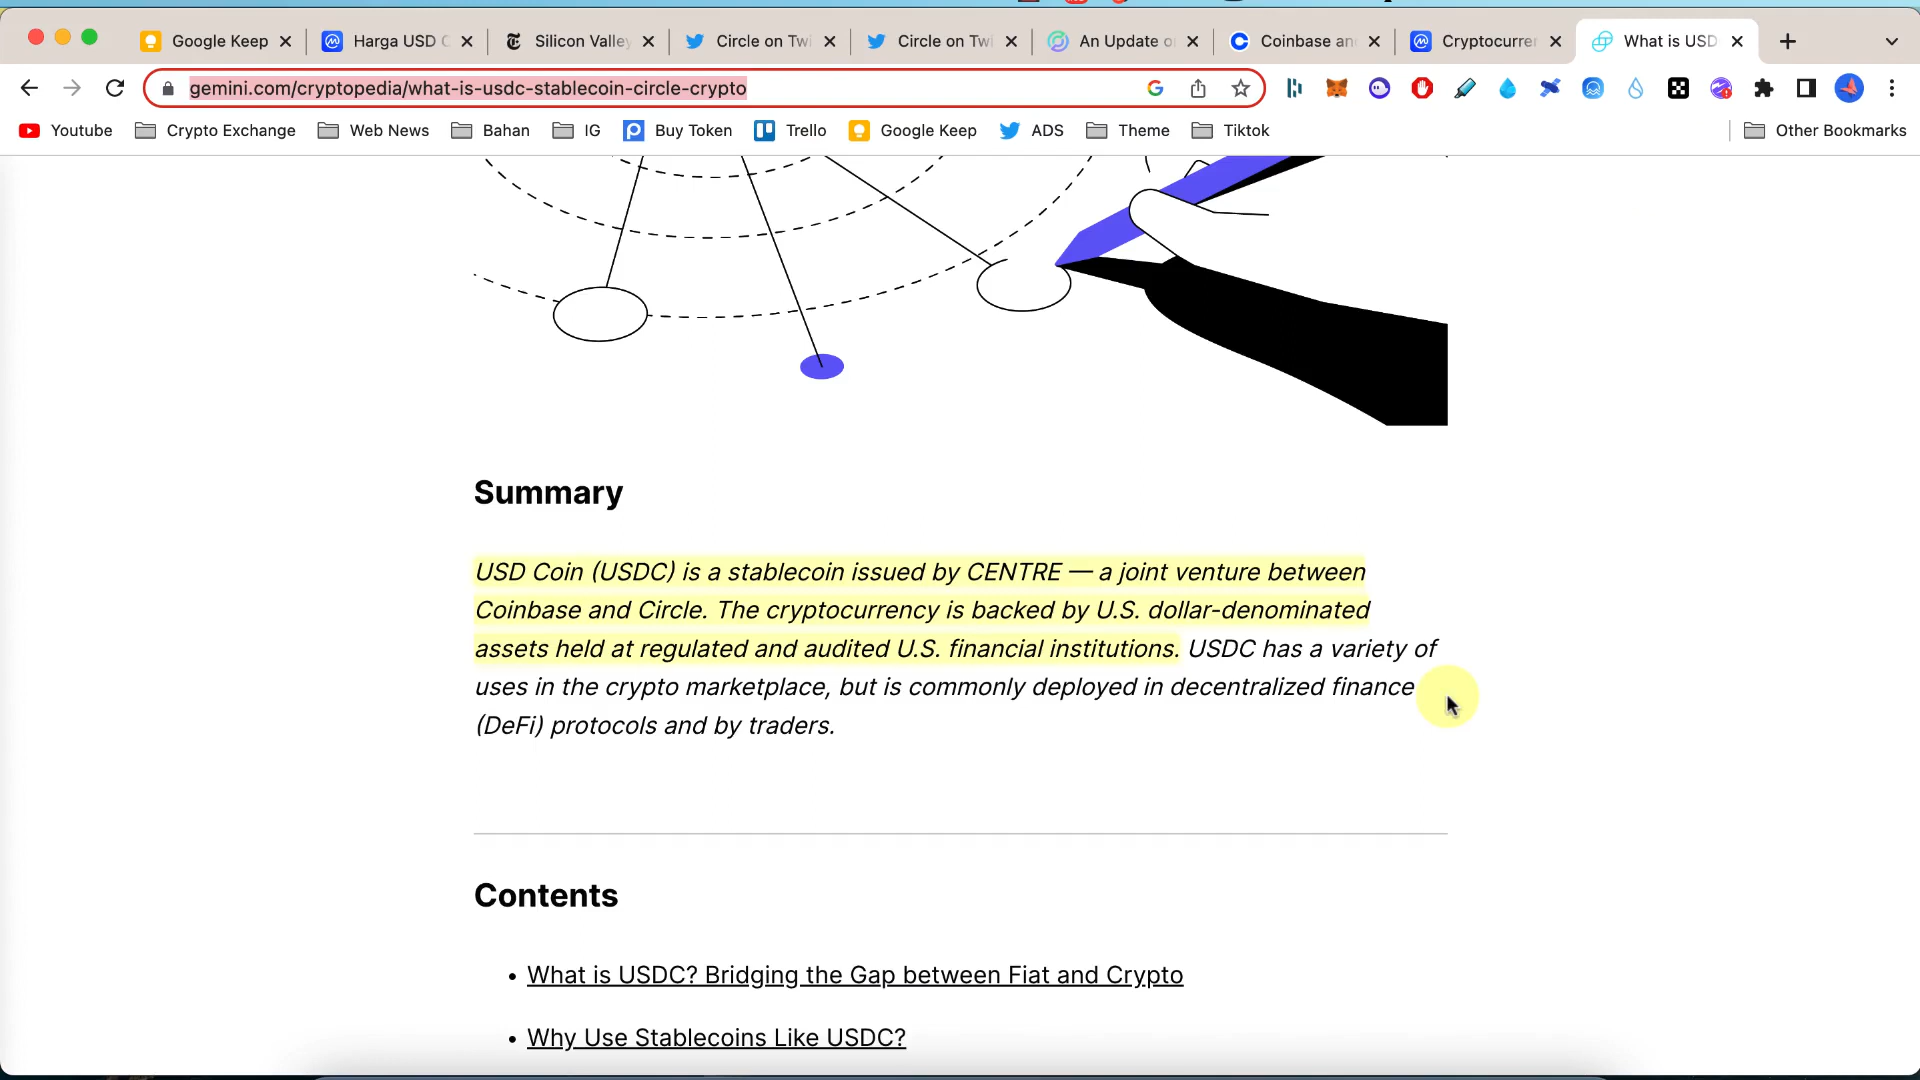 Google Keep
Harga USD C
Silicon Valley
Circle on Twi
Circle on Twi
An Update o
Coinbase an
Cryptocurrer
What is USD
gemini.com/cryptopedia/what-is-usdc-stablecoin-circle-crypto
Youtube
Crypto Exchange
Web News
Bahan
IG
Buy Token
Trello
Google Keep
ADS
Theme
Tiktok
Other Bookmarks
Summary
USD Coin (USDC) is a stablecoin issued by CENTRE — a joint venture between
Coinbase and Circle. The cryptocurrency is backed by U.S. dollar-denominated
assets held at regulated and audited U.S. financial institutions. USDC has a variety of
uses in the crypto marketplace, but is commonly deployed in decentralized finance
(DeFi) protocols and by traders.
Contents
• What is USDC? Bridging the Gap between Fiat and Crypto
• Why Use Stablecoins Like USDC?